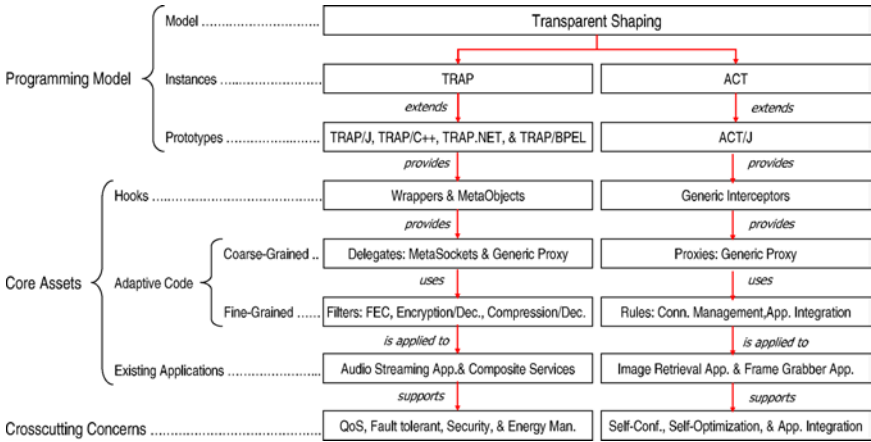 Model ............................ Transparent Shaping
Programming Model
Instances ........................ TRAP ACT
extends extends
Prototypes ....................... TRAP/J, TRAP/C++, TRAP.NET, & TRAP/BPEL ACT/J
provides provides
Hooks ............................ Wrappers & MetaObjects Generic Interceptors
provides provides
Coarse-Grained .. Delegates: MetaSockets & Generic Proxy Proxies: Generic Proxy
Core Assets
Adaptive Code
uses uses
Fine-Grained ....... Filters: FEC, Encryption/Dec., Compression/Dec. Rules: Conn. Management,App. Integration
is applied to is applied to
Existing Applications ....................... Audio Streaming App.& Composite Services Image Retrieval App. & Frame Grabber App.
supports supports
Crosscutting Concerns ............................ QoS, Fault tolerant, Security, & Energy Man. Self-Conf., Self-Optimization, & App. Integration